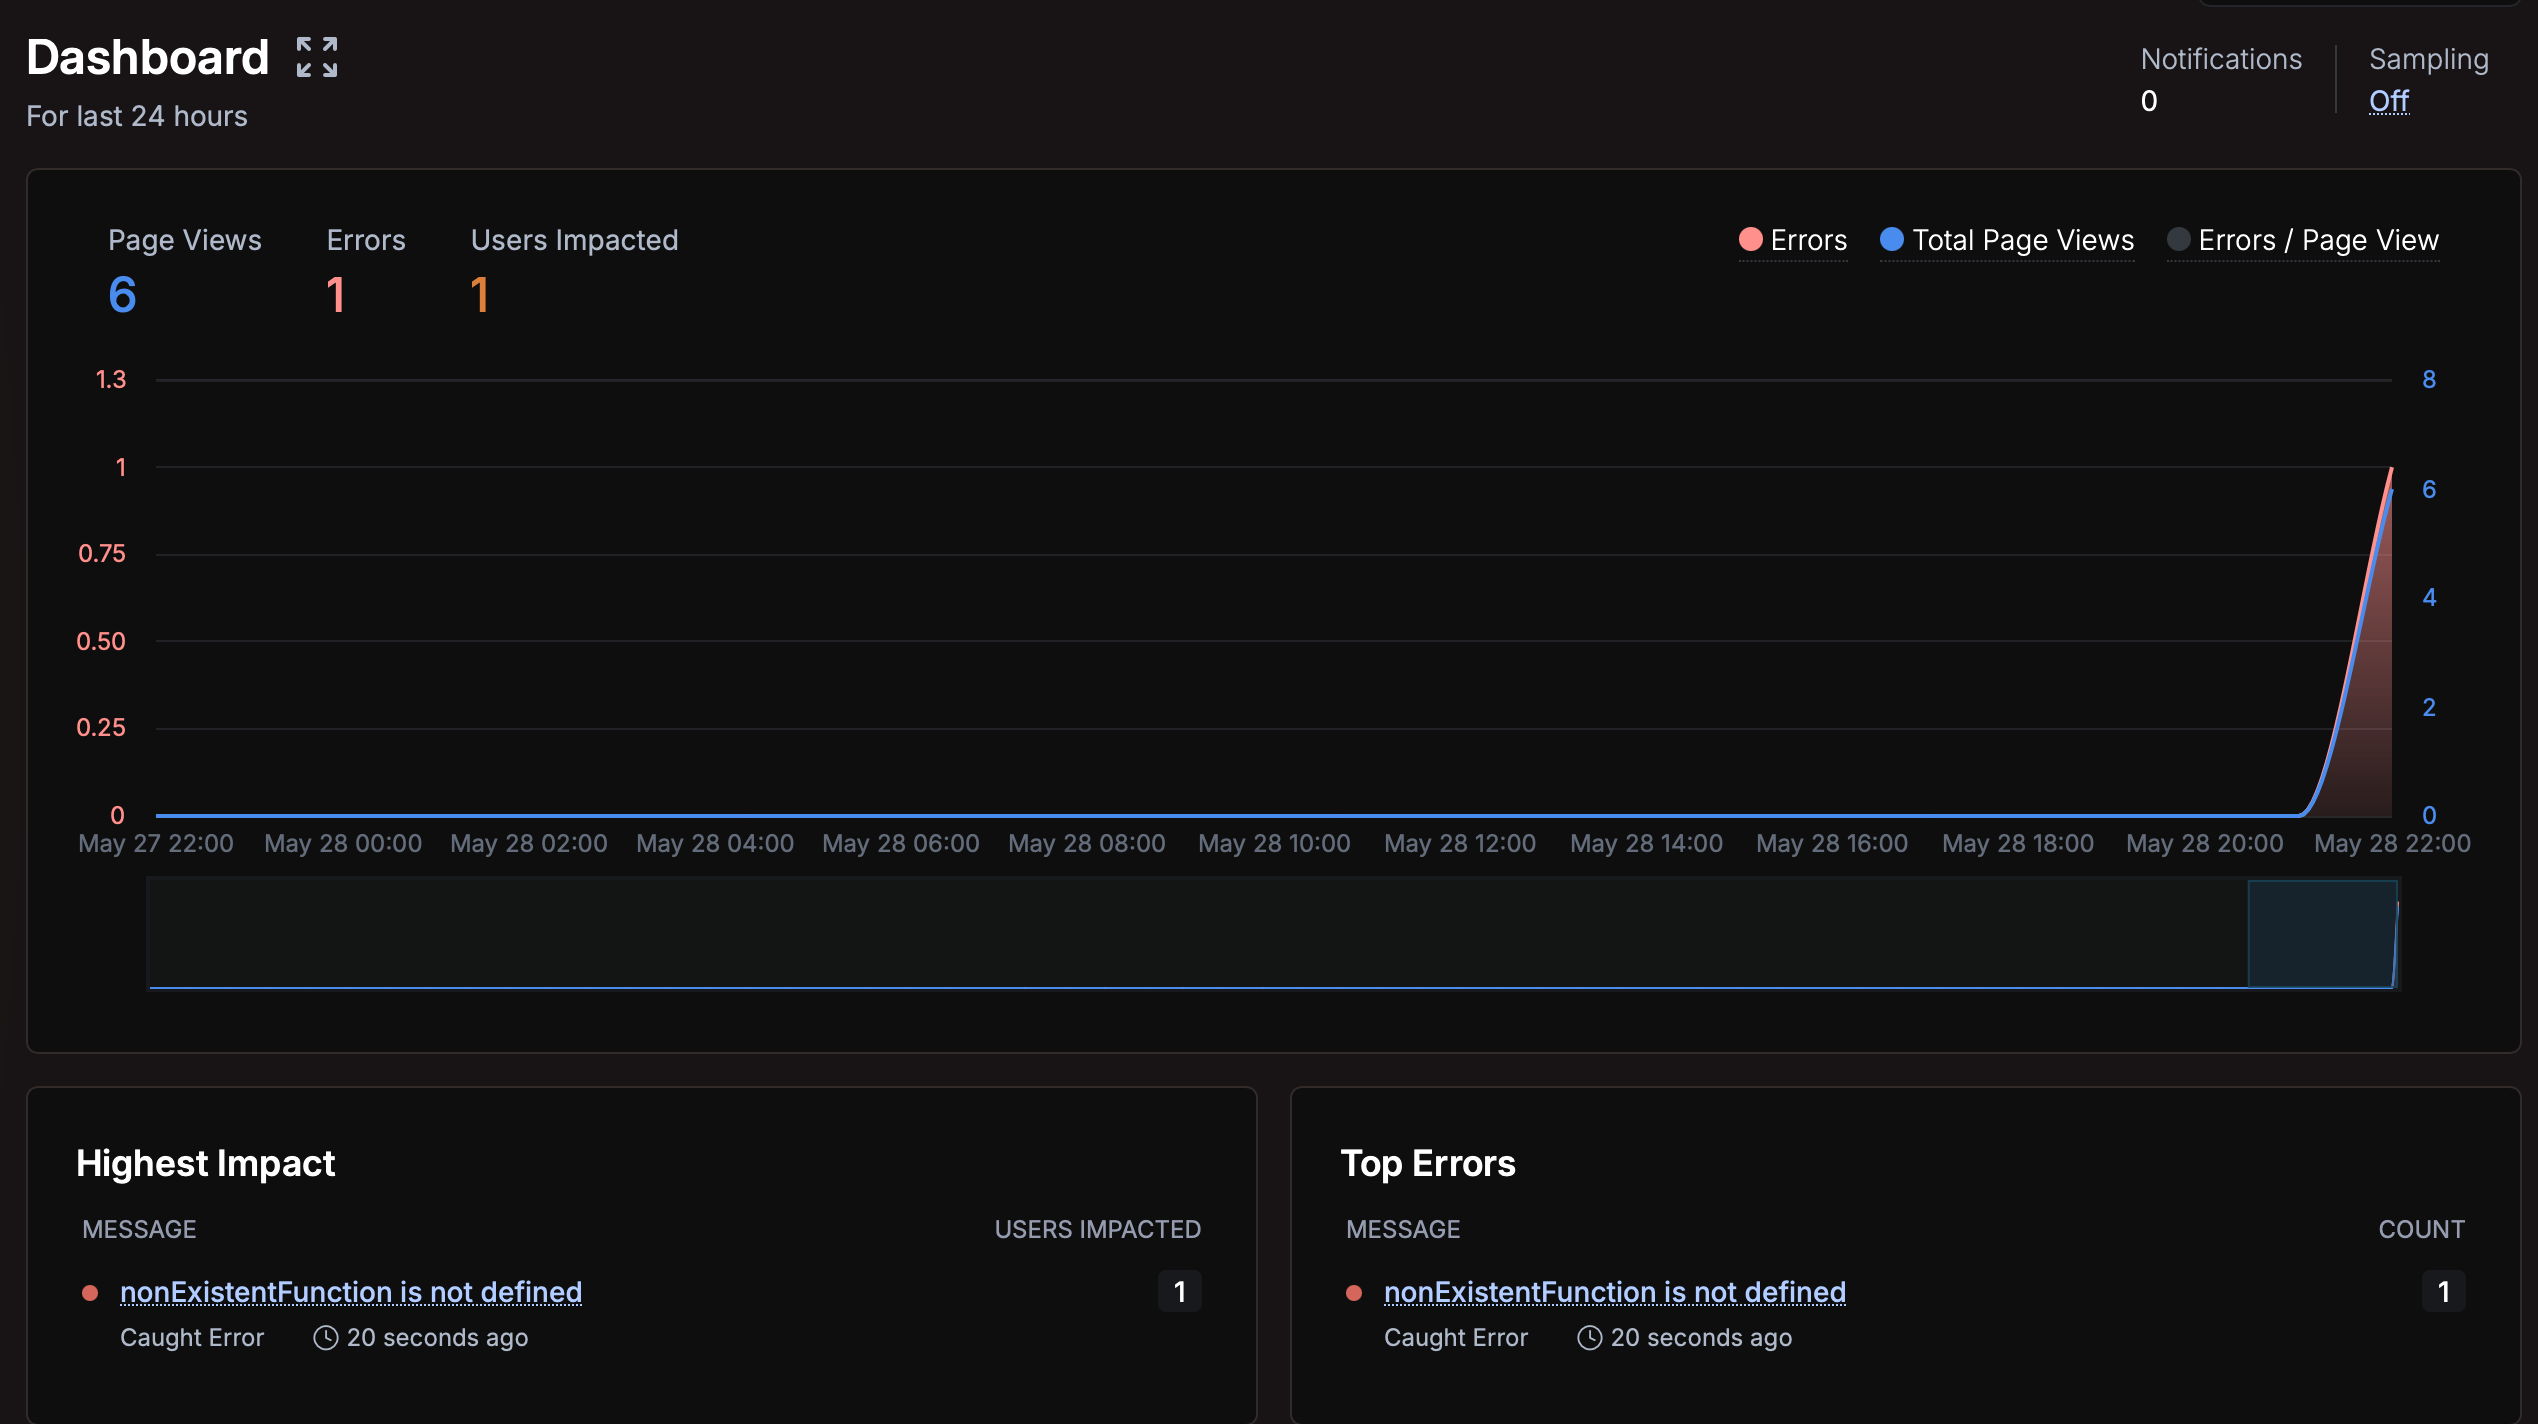 Dashboard
For last 24 hours
Notifications
0
Sampling
Off
Page Views
6
Errors
1
Users Impacted
1
Errors
Total Page Views
Errors / Page View
1.3
1
0.75
0.50
0.25
0
8
6
4
2
0
May 27 22:00 May 28 00:00 May 28 02:00 May 28 04:00 May 28 06:00 May 28 08:00 May 28 10:00 May 28 12:00 May 28 14:00 May 28 16:00 May 28 18:00 May 28 20:00 May 28 22:00
Highest Impact
MESSAGE USERS IMPACTED
nonExistentFunction is not defined 1
Caught Error 20 seconds ago
Top Errors
MESSAGE COUNT
nonExistentFunction is not defined 1
Caught Error 20 seconds ago